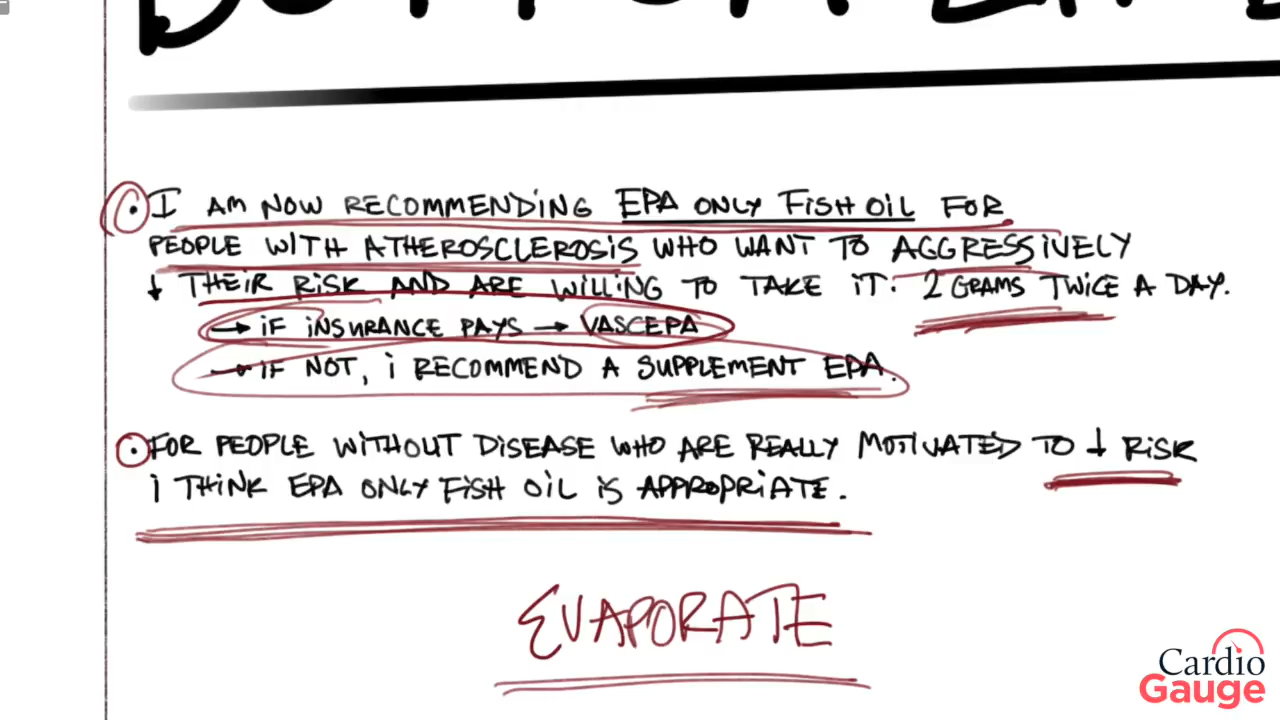 • I AM NOW RECOMMENDING EPA ONLY FISH OIL FOR
PEOPLE WITH ATHEROSCLEROSIS WHO WANT TO AGGRESSIVELY
↓ THEIR RISK AND ARE WILLING TO TAKE IT. 2 GRAMS TWICE A DAY.
→ IF INSURANCE PAYS → VASCEPA
→ IF NOT, I RECOMMEND A SUPPLEMENT EPA.
• FOR PEOPLE WITHOUT DISEASE WHO ARE REALLY MOTIVATED TO ↓ RISK
I THINK EPA ONLY FISH OIL IS APPROPRIATE.
EVAPORATE
Cardio
Gauge